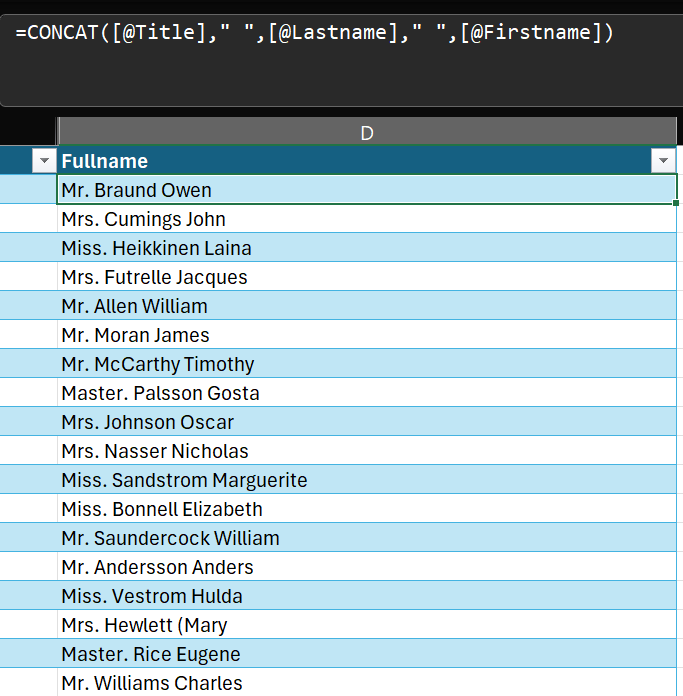 =CONCAT([@Title]," ",[@Lastname]," ",[@Firstname])
D
Fullname
Mr. Braund Owen
Mrs. Cumings John
Miss. Heikkinen Laina
Mrs. Futrelle Jacques
Mr. Allen William
Mr. Moran James
Mr. McCarthy Timothy
Master. Palsson Gosta
Mrs. Johnson Oscar
Mrs. Nasser Nicholas
Miss. Sandstrom Marguerite
Miss. Bonnell Elizabeth
Mr. Saundercock William
Mr. Andersson Anders
Miss. Vestrom Hulda
Mrs. Hewlett (Mary
Master. Rice Eugene
Mr. Williams Charles